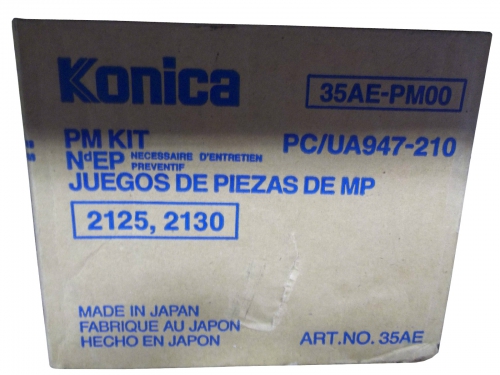 Konica
35AE-PM00
PM KIT
PC/UA947-210
NdEP NECESSAIRE D'ENTRETIEN PREVENTIF
JUEGOS DE PIEZAS DE MP
2125, 2130
MADE IN JAPAN
FABRIQUE AU JAPON
HECHO EN JAPON
ART.NO. 35AE